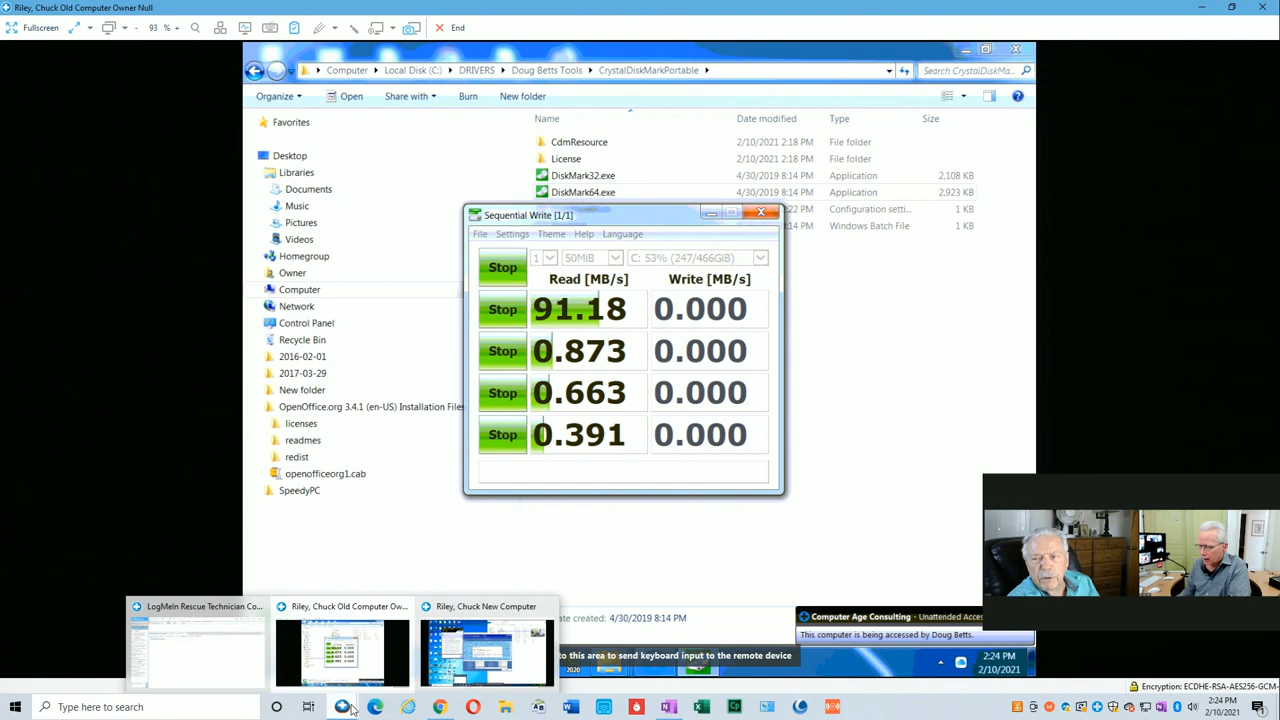 Riley, Chuck Old Computer Owner Null
Fullscreen
- 93 % +
End
Computer Local Disk (C:) DRIVERS Doug Betts Tools CrystalDiskMarkPortable
Search CrystalDiskMa...
Organize Open Share with Burn New folder
Name Date modified Type Size
Favorites
Desktop
Libraries
Documents
Music
Pictures
Videos
Homegroup
Owner
Computer
Network
Control Panel
Recycle Bin
2016-02-01
2017-03-29
New folder
OpenOffice.org 3.4.1 (en-US) Installation Files
licenses
readmes
redist
openofficeorg1.cab
SpeedyPC
CdmResource 2/10/2021 2:18 PM File folder
License 2/10/2021 2:18 PM File folder
DiskMark32.exe 4/30/2019 8:14 PM Application 2,108 KB
DiskMark64.exe 4/30/2019 8:14 PM Application 2,923 KB
:22 PM Configuration setti... 1 KB
:14 PM Windows Batch File 1 KB
Sequential Write [1/1]
File Settings Theme Help Language
Stop 1 50MiB C: 53% (247/466GiB)
Read [MB/s] Write [MB/s]
Stop 91.18 0.000
Stop 0.873 0.000
Stop 0.663 0.000
Stop 0.391 0.000
LogMeIn Rescue Technician Co...
Riley, Chuck Old Computer Ow...
Riley, Chuck New Computer
ate created: 4/30/2019 8:14 PM
Computer Age Consulting - Unattended Acces
This computer is being accessed by Doug Betts.
to this area to send keyboard input to the remote device
2:24 PM
2/10/2021
Encryption: ECDHE-RSA-AES256-GCM-
Type here to search
2:24 PM
2/10/2021